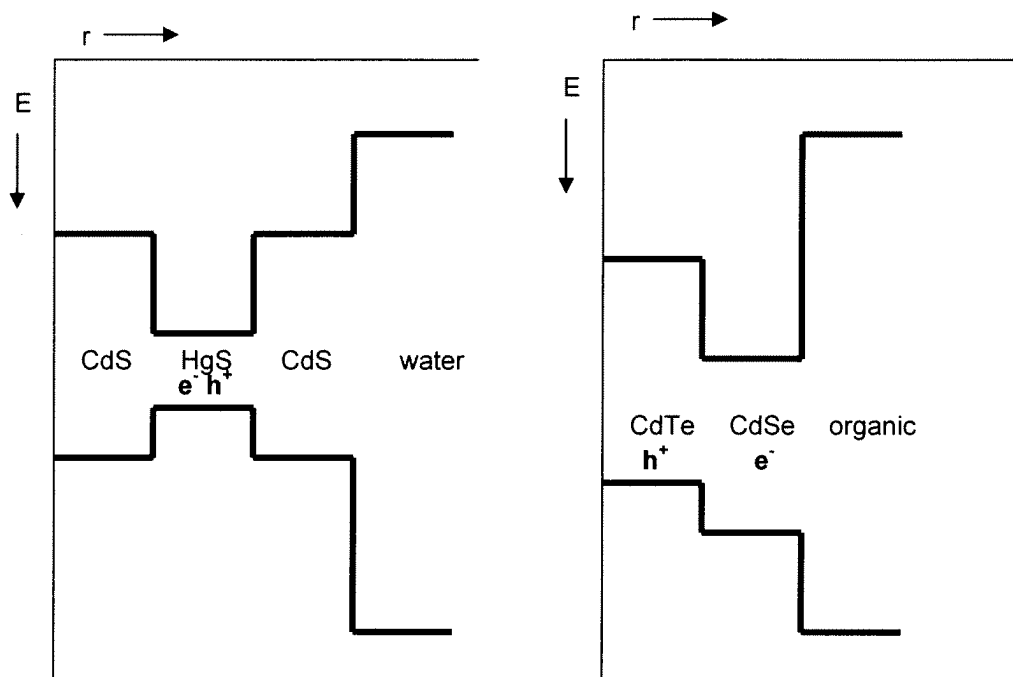 r
E
CdS HgS CdS water
e⁻ h⁺
r
E
CdTe CdSe organic
h⁺ e⁻